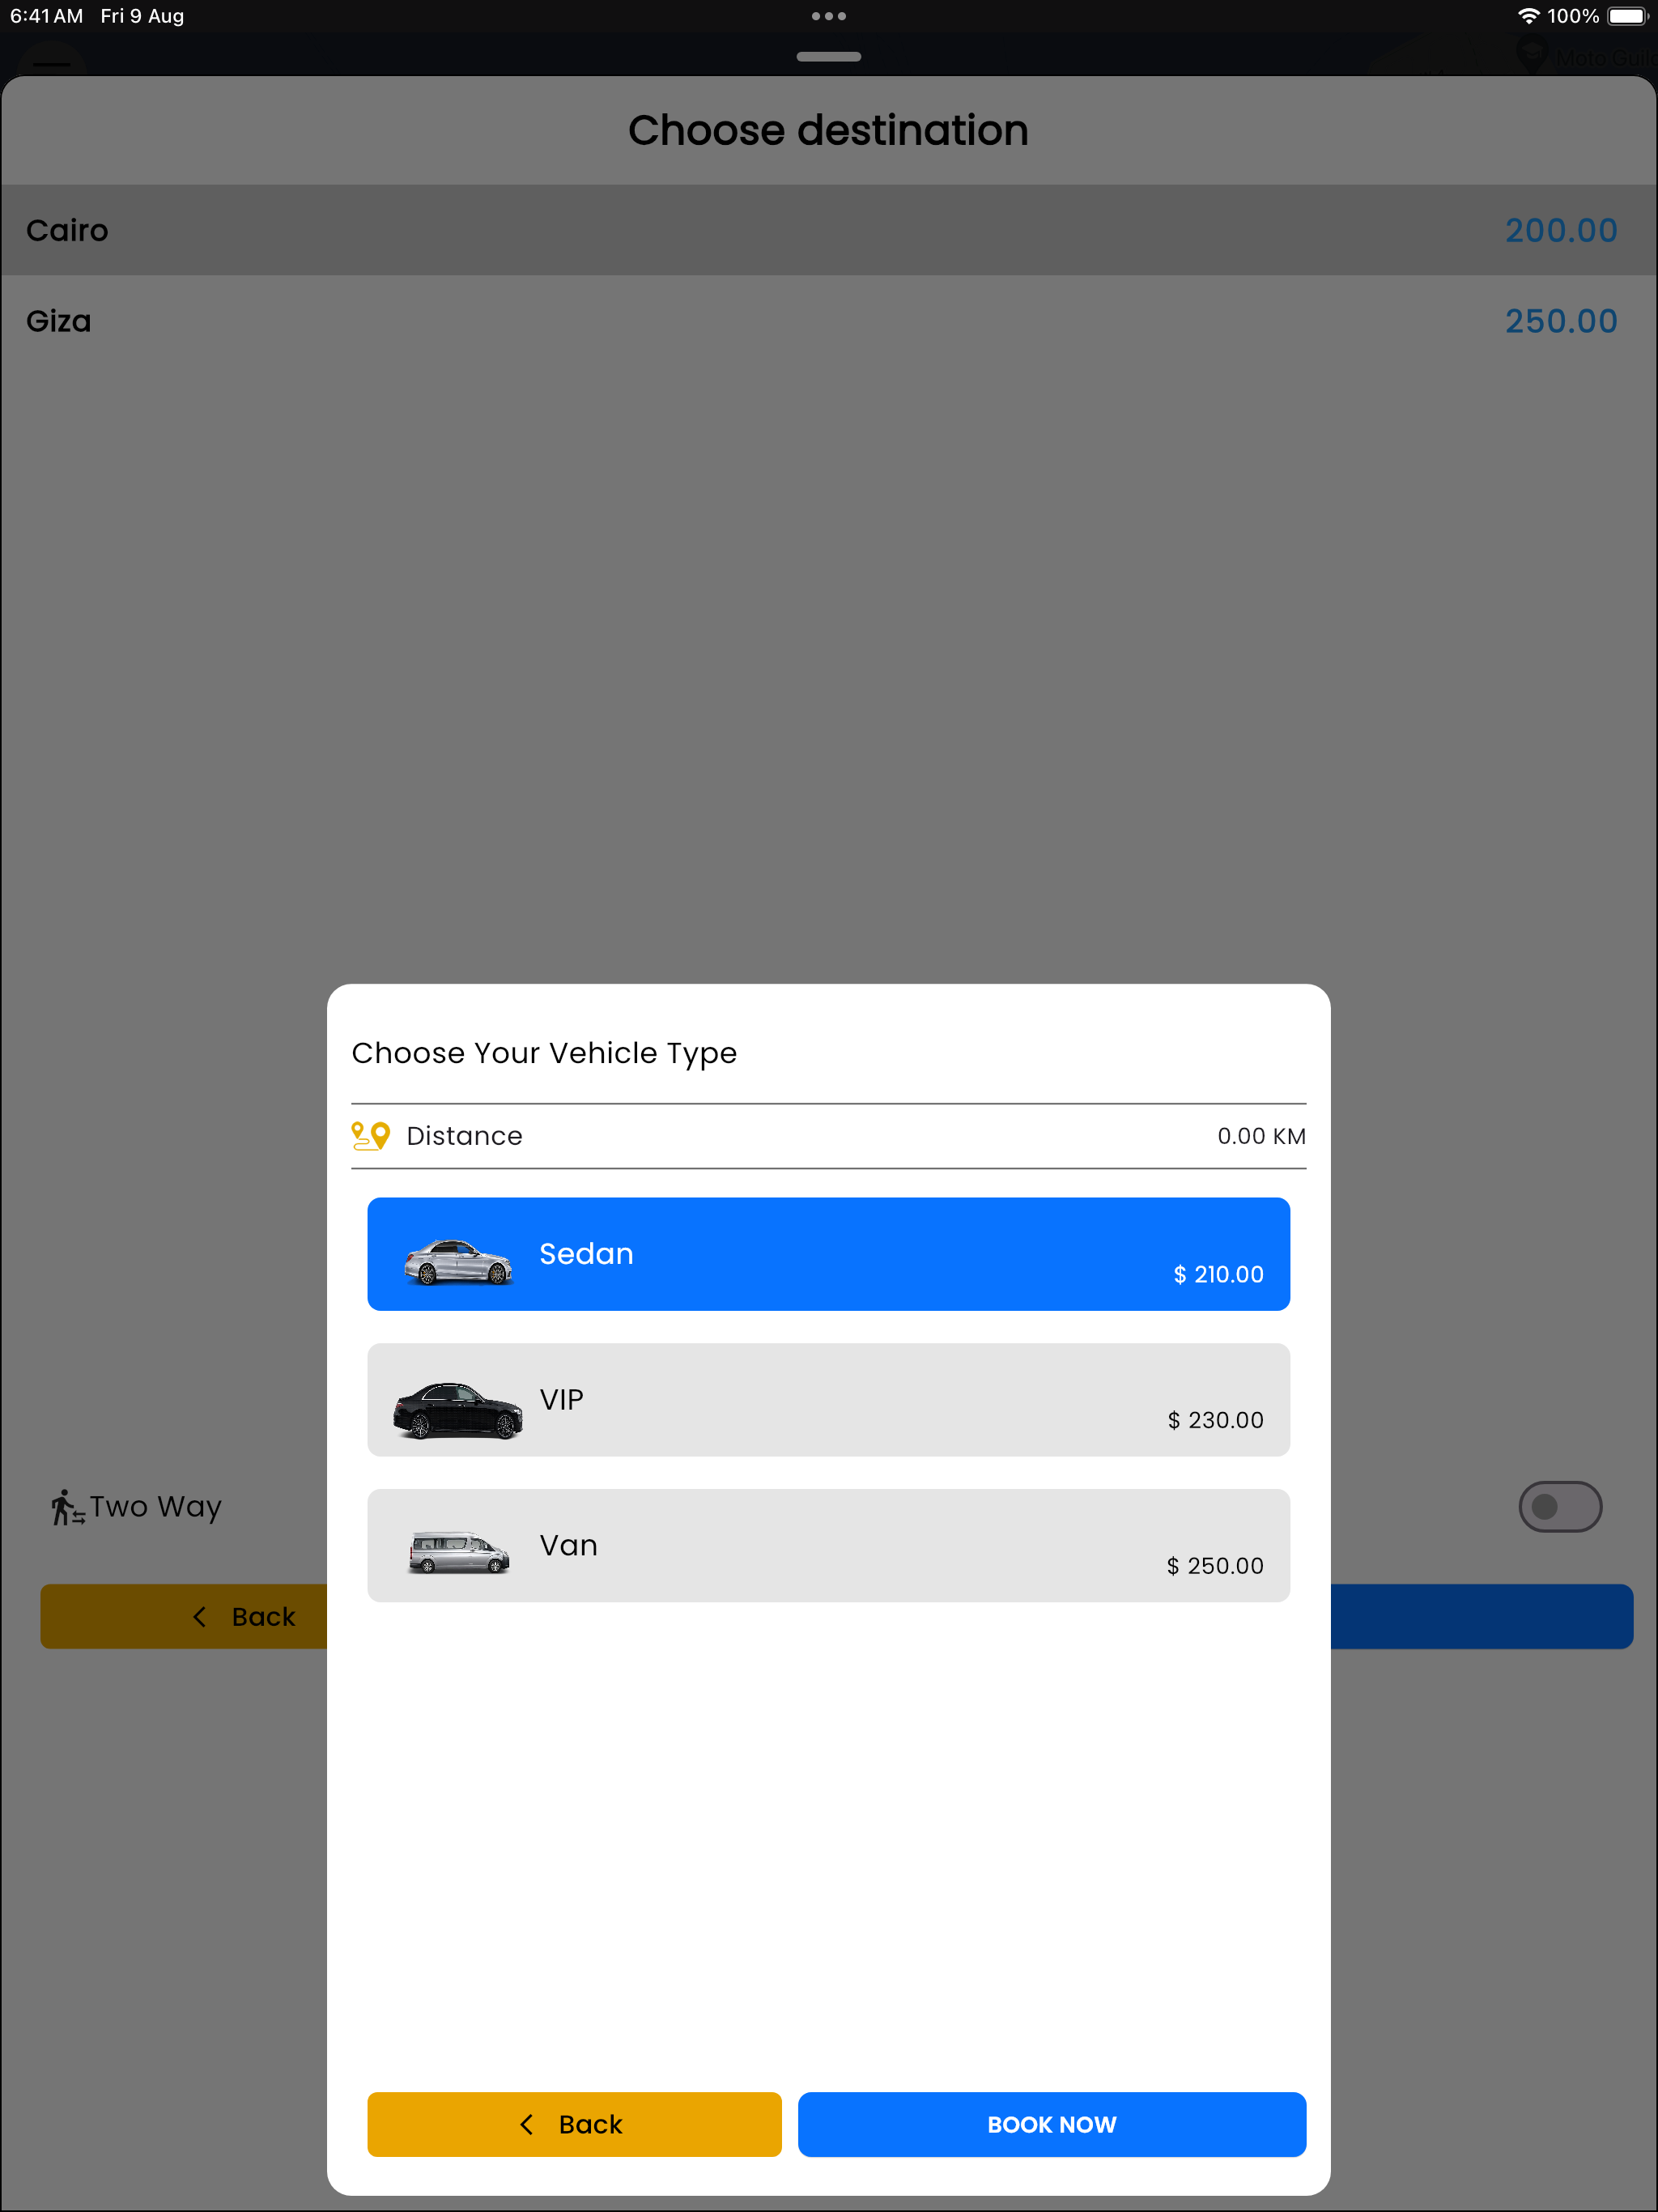 6:41 AM Fri 9 Aug
100%
Moto Guil
Choose destination
Cairo 200.00
Giza 250.00
Choose Your Vehicle Type
Distance 0.00 KM
Sedan
$ 210.00
VIP
$ 230.00
Two Way
Van
$ 250.00
Back
Back BOOK NOW